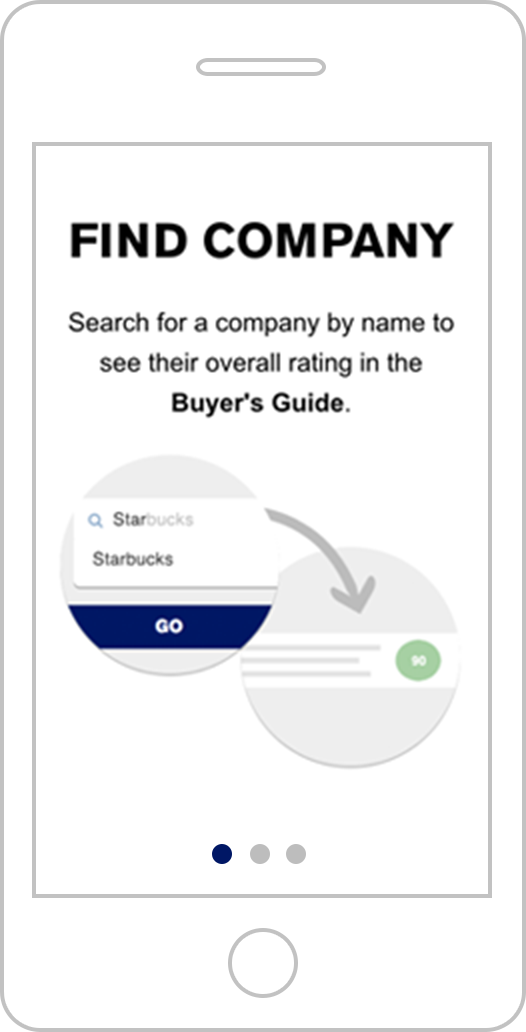 FIND COMPANY
Search for a company by name to
see their overall rating in the
Buyer's Guide.
Starbucks
Starbucks
GO
90